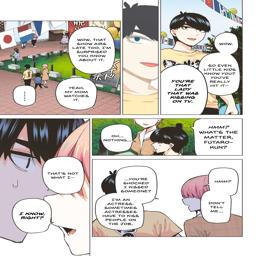 WOW, THAT
SHOW AIRS
LATE TOO. I'M
SURPRISED
YOU KNOW
ABOUT IT.
YEAH,
MY MOM
WATCHES
IT.
......
WOW.
SO EVEN
LITTLE KIDS
KNOW YOU?
YOU'VE
REALLY
HIT IT--
YOU'RE
THE
LADY
THAT WAS
KISSING
ON TV.
HMM?
WHAT'S THE
MATTER,
FUTARO-
KUN?
OH...
NOTHING...
THAT'S NOT
WHAT I--
I KNOW,
RIGHT?
...YOU'RE
SHOCKED
I KISSED
SOMEONE?
I'M AN
ACTRESS.
SOMETIMES
ACTRESSES
HAVE TO KISS
PEOPLE ON
THE JOB.
HMM?
DON'T
TELL
ME...